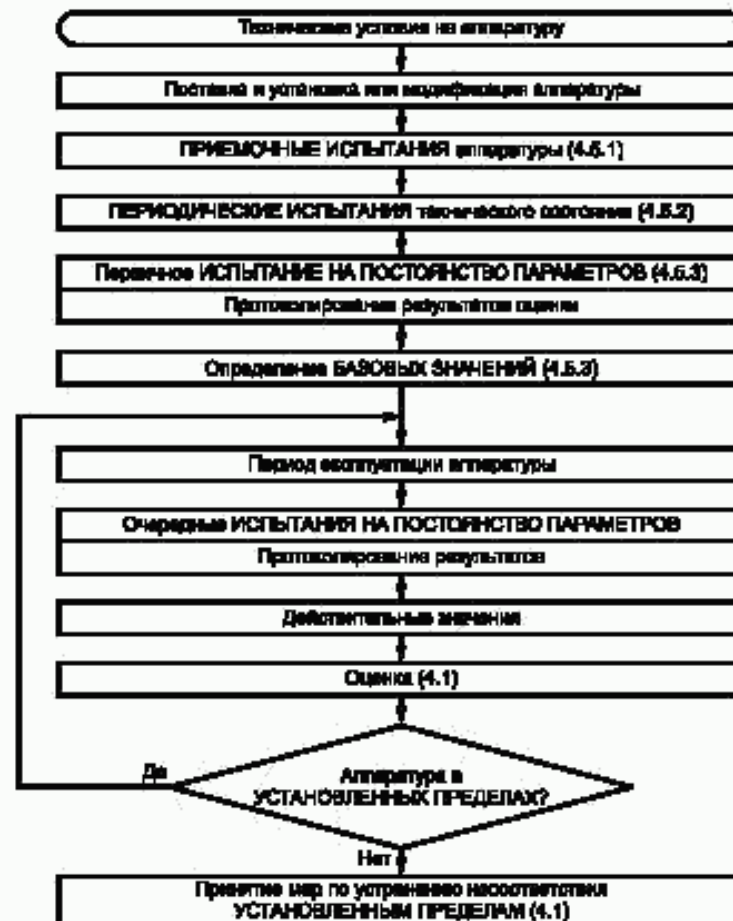 Технические условия на аппаратуру
Поставка и установка или модификация аппаратуры
ПРИЕМОЧНЫЕ ИСПЫТАНИЯ аппаратуры (4.5.1)
ПЕРИОДИЧЕСКИЕ ИСПЫТАНИЯ технического состояния (4.5.2)
Первичное ИСПЫТАНИЕ НА ПОСТОЯНСТВО ПАРАМЕТРОВ (4.5.3)
Протоколирование результатов оценки
Определение БАЗОВЫХ ЗНАЧЕНИЙ (4.5.3)
Период эксплуатации аппаратуры
Очередные ИСПЫТАНИЯ НА ПОСТОЯНСТВО ПАРАМЕТРОВ
Протоколирование результатов
Действительные значения
Оценка (4.1)
Да
Аппаратура в
УСТАНОВЛЕННЫХ ПРЕДЕЛАХ?
Нет
Принятие мер по устранению несоответствия
УСТАНОВЛЕННЫМ ПРЕДЕЛАМ (4.1)